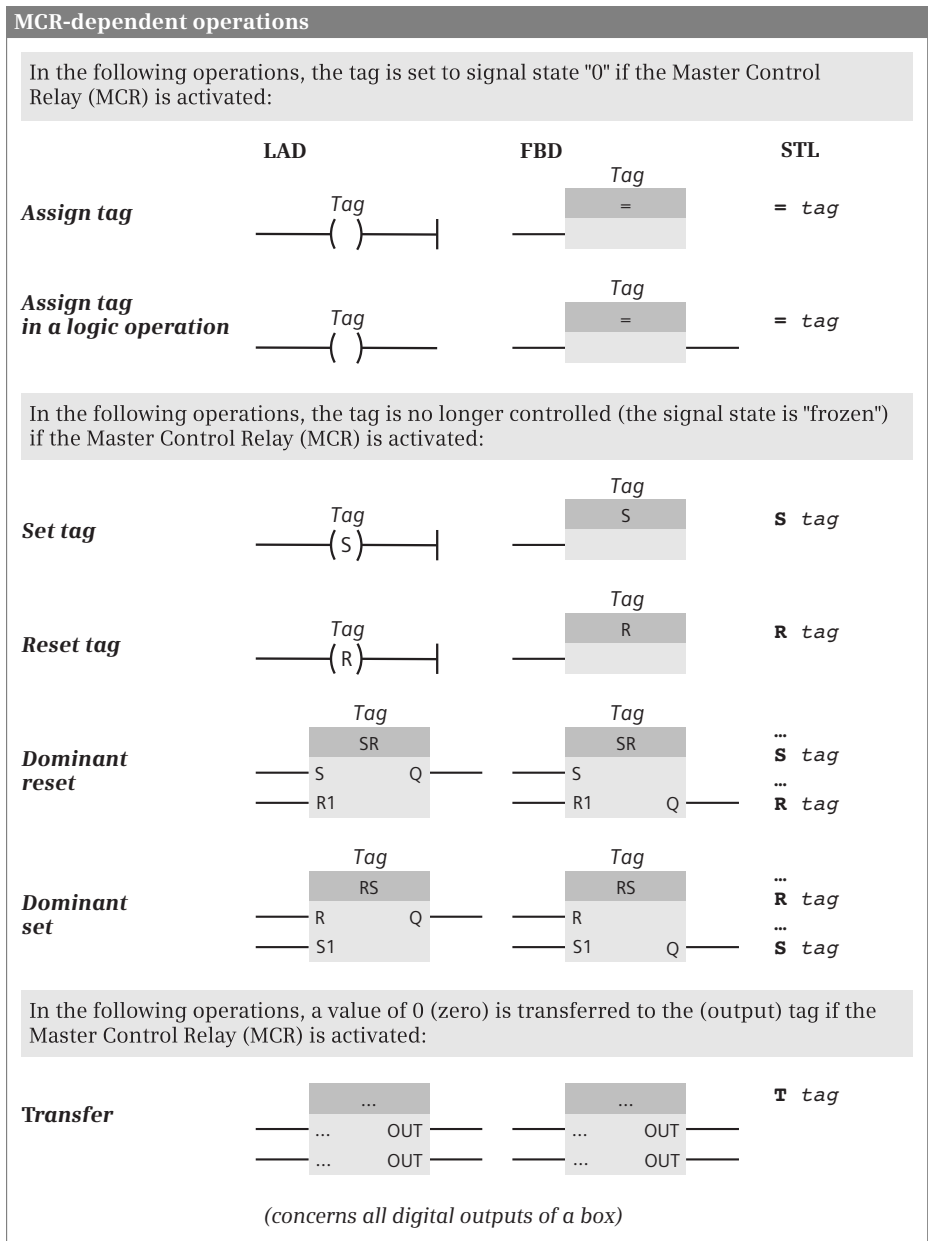 MCR-dependent operations
In the following operations, the tag is set to signal state "0" if the Master Control
Relay (MCR) is activated:
LAD FBD STL
Assign tag
Tag
( )
Tag
=
= tag
Assign tag
in a logic operation
Tag
( )
Tag
=
= tag
In the following operations, the tag is no longer controlled (the signal state is "frozen")
if the Master Control Relay (MCR) is activated:
Set tag
Tag
(S)
Tag
S
S tag
Reset tag
Tag
(R)
Tag
R
R tag
Dominant
reset
Tag
SR
S Q
R1
Tag
SR
S
R1 Q
...
S tag
...
R tag
Dominant
set
Tag
RS
R Q
S1
Tag
RS
R
S1 Q
...
R tag
...
S tag
In the following operations, a value of 0 (zero) is transferred to the (output) tag if the
Master Control Relay (MCR) is activated:
Transfer
...
... OUT
... OUT
...
... OUT
... OUT
T tag
(concerns all digital outputs of a box)